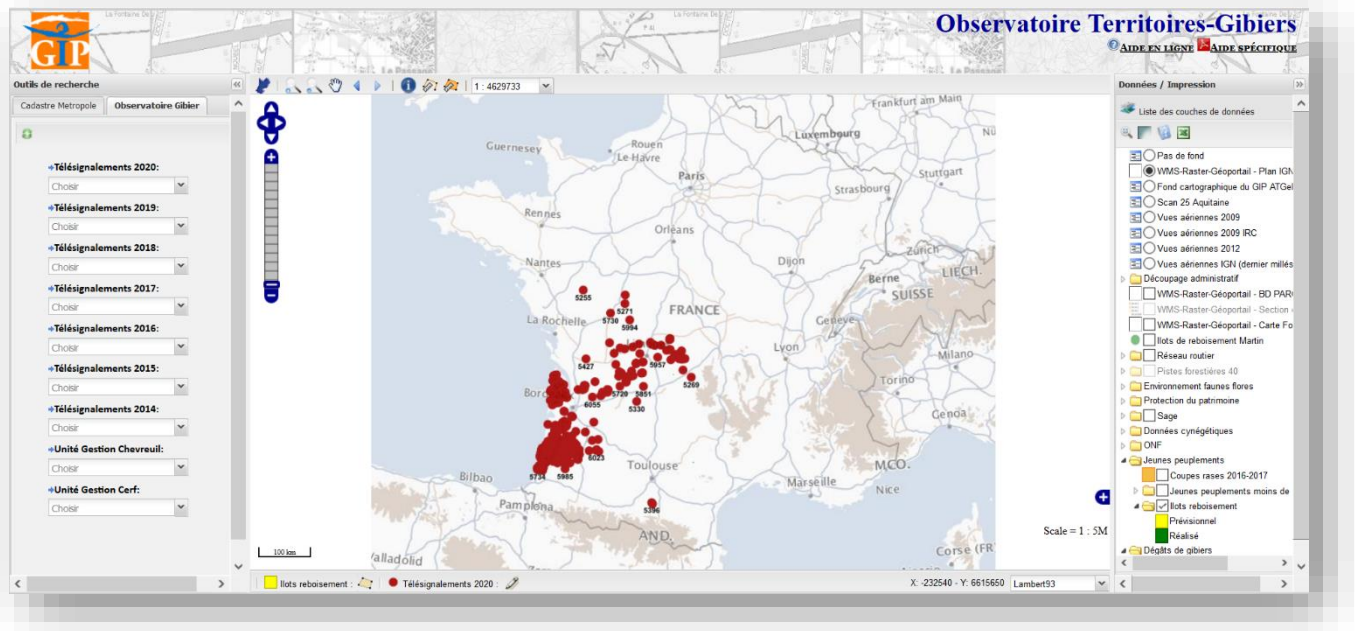 GIP
Observatoire Territoires-Gibiers
AIDE EN LIGNE AIDE SPÉCIFIQUE
Outils de recherche
Cadastre Metropole Observatoire Gibier
Télésignalements 2020:
Choisir
Télésignalements 2019:
Choisir
Télésignalements 2018:
Choisir
Télésignalements 2017:
Choisir
Télésignalements 2016:
Choisir
Télésignalements 2015:
Choisir
Télésignalements 2014:
Choisir
Unité Gestion Chevreuil:
Choisir
Unité Gestion Cerf:
Choisir
1 : 4629733
Frankfurt am Main
Luxembourg
Guernesey
Rouen
Le Havre
Paris
Stuttgart
Strasbourg
Rennes
Orléans
Zürich
Nantes
Dijon
Berne
LIECH.
SUISSE
5255
5271
FRANCE
La Rochelle
5730
5994
Genève
Lyon
Milano
5427
5957
5269
Torino
Bord
5720
5851
6055
5330
Genoa
6023
Toulouse
MCO.
Bilbao
5734
5985
Marseille
Nice
Pamplona
5396
AND.
Scale = 1 : 5M
Corse (FR
100 km
Valladolid
Ilots reboisement :
Télésignalements 2020 :
X: -232540 - Y: 6615650
Lambert93
Données / Impression
Liste des couches de données
Pas de fond
WMS-Raster-Géoportail - Plan IGN
Fond cartographique du GIP ATGe
Scan 25 Aquitaine
Vues aériennes 2009
Vues aériennes 2009 IRC
Vues aériennes 2012
Vues aériennes IGN (dernier millés
Découpage administratif
WMS-Raster-Géoportail - BD PAR
WMS-Raster-Géoportail - Section
WMS-Raster-Géoportail - Carte Fo
Ilots de reboisement Martin
Réseau routier
Pistes forestières 40
Environnement faunes flores
Protection du patrimoine
Sage
Données cynégétiques
ONF
Jeunes peuplements
Coupes rases 2016-2017
Jeunes peuplements moins de
Ilots reboisement
Prévisionnel
Réalisé
Dégâts de gibiers